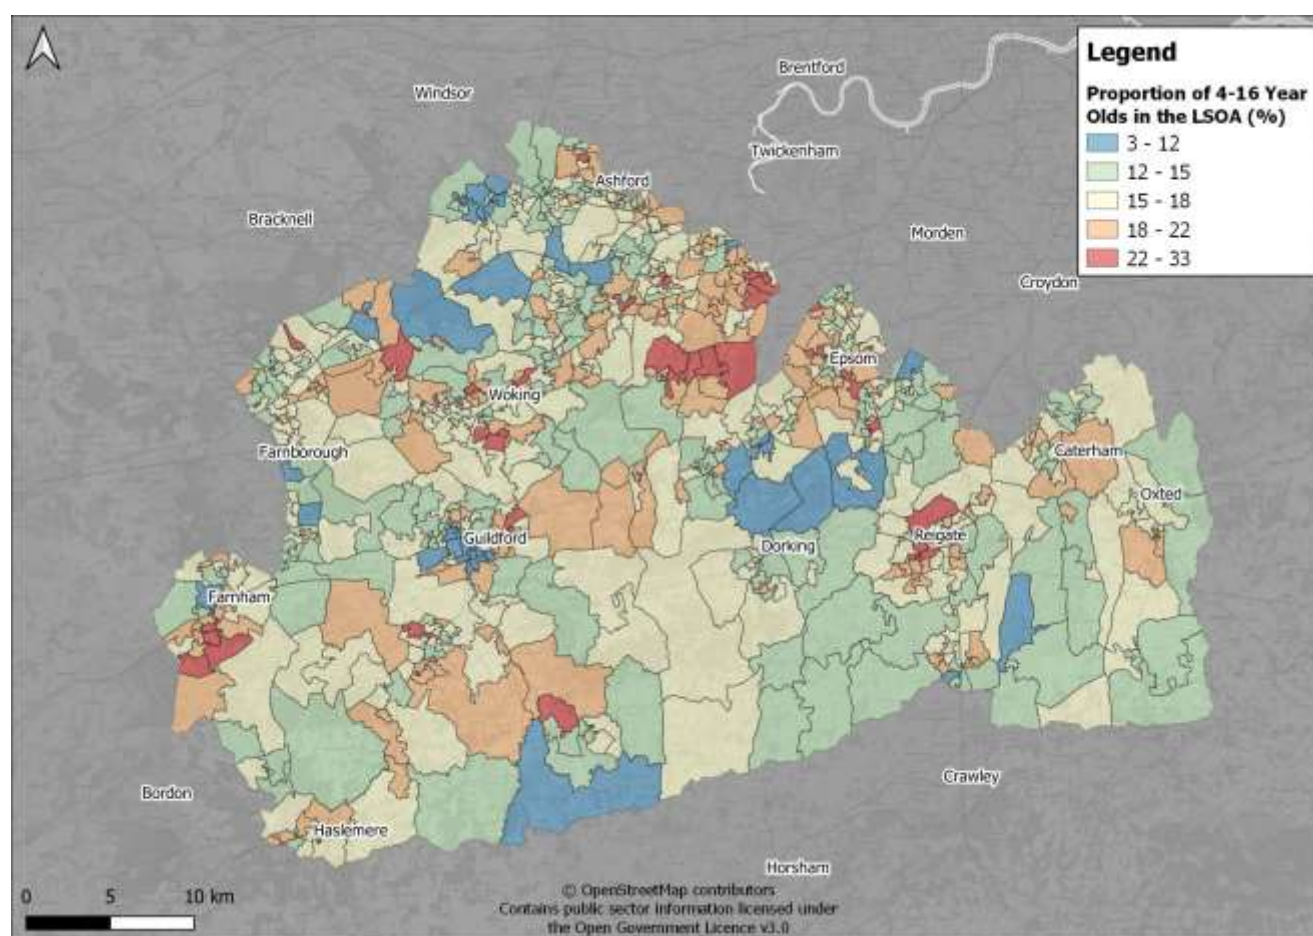 Legend
Proportion of 4-16 Year
Olds in the LSOA (%)
3 - 12
12 - 15
15 - 18
18 - 22
22 - 33
Brentford
Windsor
Twickenham
Ashford
Bracknell
Morden
Croydon
Epsom
Woking
Farnborough
Caterham
Oxted
Guildford
Dorking
Reigate
Farnham
Bordon
Crawley
Haslemere
Horsham
0 5 10 km
© OpenStreetMap contributors
Contains public sector information licensed under
the Open Government Licence v3.0